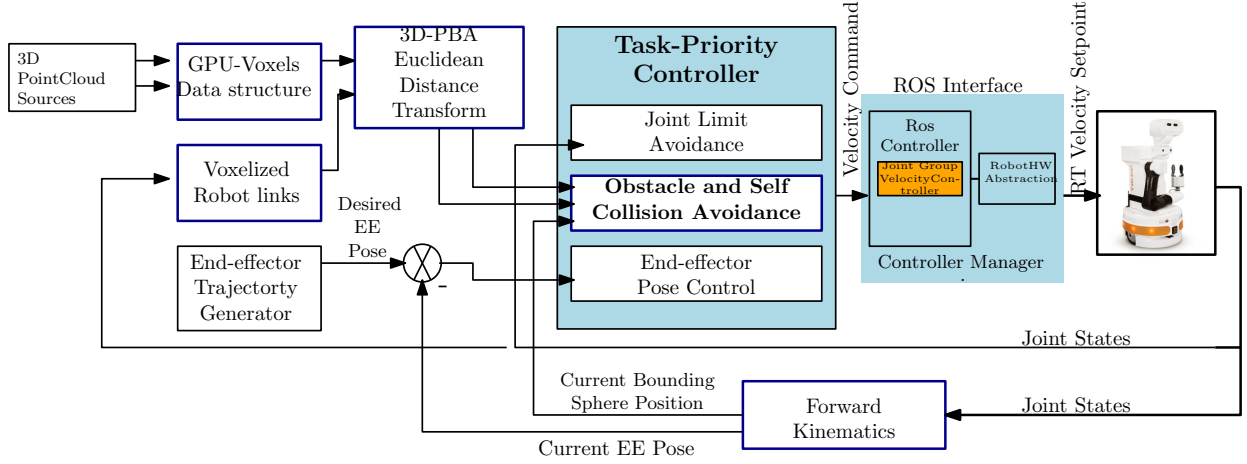 3D
PointCloud
Sources
GPU-Voxels
Data structure
3D-PBA
Euclidean
Distance
Transform
Voxelized
Robot links
Desired
EE
Pose
End-effector
Trajectorty
Generator
-
Task-Priority
Controller
Joint Limit
Avoidance
Obstacle and Self
Collision Avoidance
End-effector
Pose Control
Velocity Command
ROS Interface
Ros
Controller
Joint Group
VelocityCon-
troller
RobotHW
Abstraction
Controller Manager
.
RT Velocity Setpoint
Joint States
Joint States
Current Bounding
Sphere Position
Forward
Kinematics
Current EE Pose